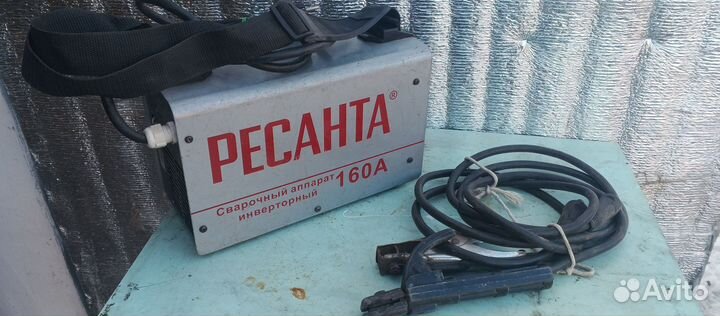 РЕСАНТА®
Сварочный аппарат
инверторный
160А
Avito